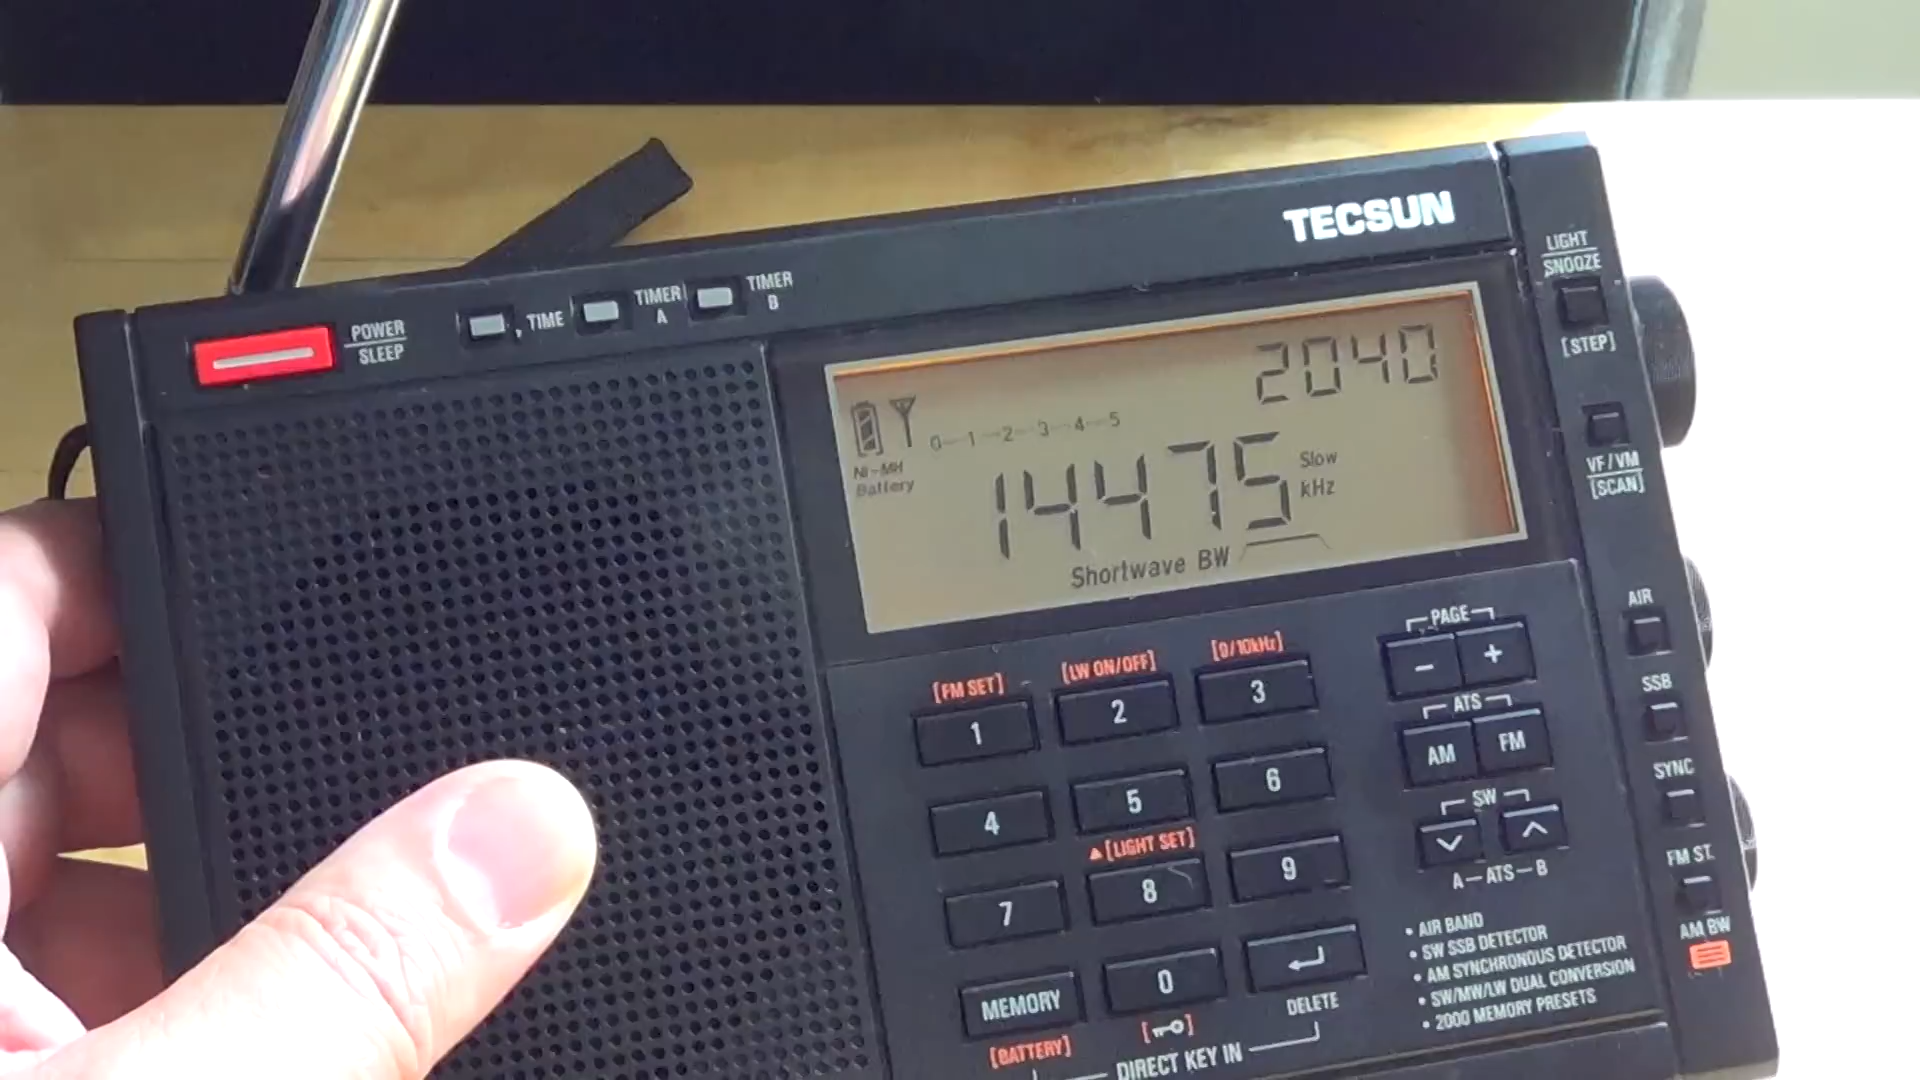 TECSUN
LIGHT
SNOOZE
[STEP]
POWER
SLEEP
TIME
TIMER
A
TIMER
B
2040
0 1 2 3 4 5
Ni-MH
Battery
14475
Slow
kHz
Shortwave BW
VF/VM
[SCAN]
AIR
SSB
SYNC
FM ST.
AM BW
PAGE
- +
ATS
AM FM
SW
A-ATS-B
[FM SET] [LW ON/OFF] [9/10kHz]
1 2 3
4 5 6
[LIGHT SET]
7 8 9
MEMORY 0
DELETE
[BATTERY]
DIRECT KEY IN
• AIR BAND
• SW SSB DETECTOR
• AM SYNCHRONOUS DETECTOR
• SW/MW/LW DUAL CONVERSION
• 2000 MEMORY PRESETS